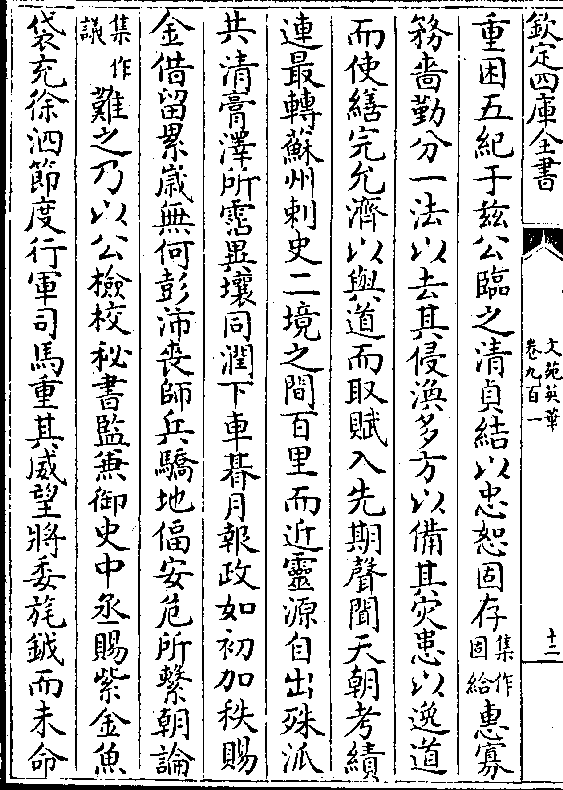 欽定四庫全書
文苑英華
卷九百一
十三
重困五紀于兹公臨之清貞結以忠恕固存集作固給惠寡
務嗇勤分一法以去其侵渙多方以備其灾患以逸道
而使繕完允濟以與道而取賦入先期聲聞天朝考績
連最轉蘇州刺史二境之間百里而近靈源自出殊派
共清膏澤所霑異壤同潤下車朞月報政如初加秩賜
金借留累嵗無何彭沛喪師兵驕地偪安危所繫朝論
集作議難之乃以公檢校秘書監兼御史中丞賜紫金魚
袋充徐泗節度行軍司馬重其威望將委旄鉞而未命